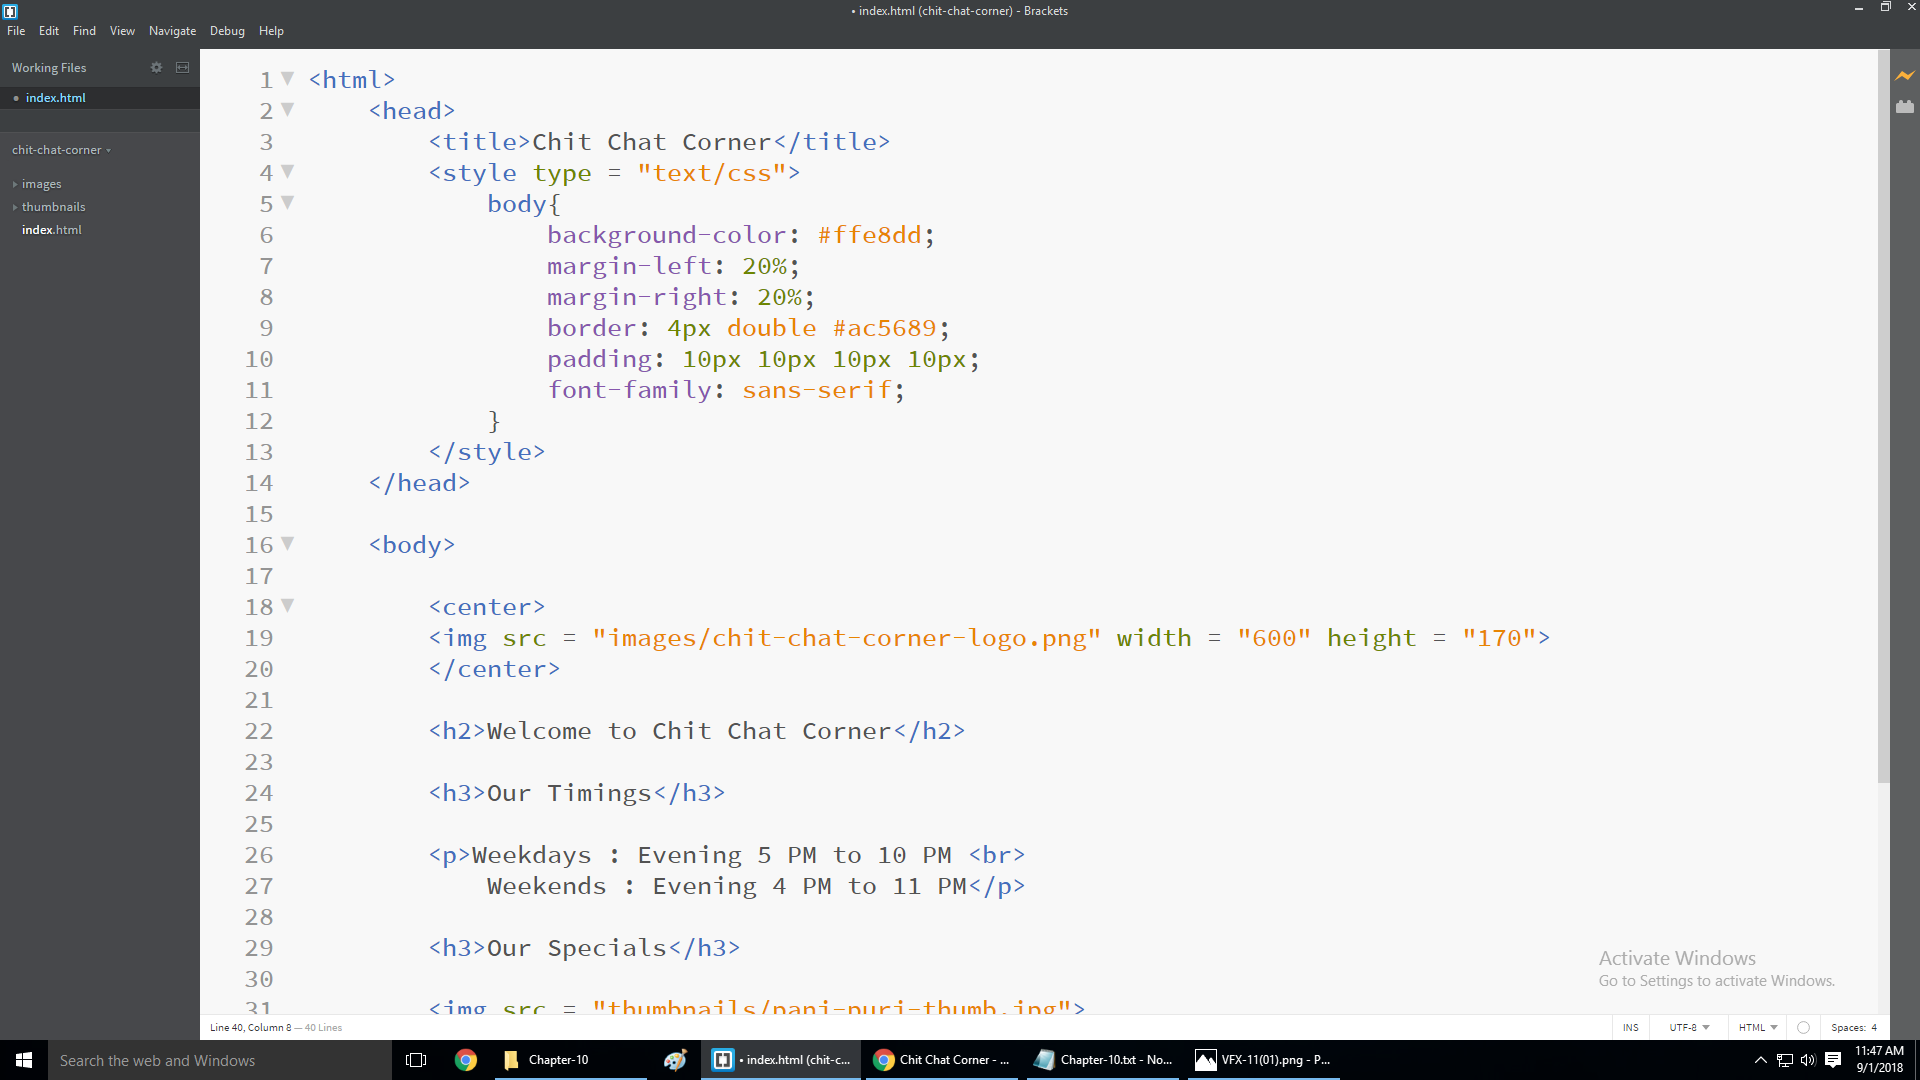 • index.html (chit-chat-corner) - Brackets
File Edit Find View Navigate Debug Help
Working Files
index.html
chit-chat-corner
images
thumbnails
index.html
1 <html>
2 <head>
3 <title>Chit Chat Corner</title>
4 <style type = "text/css">
5 body{
6 background-color: #ffe8dd;
7 margin-left: 20%;
8 margin-right: 20%;
9 border: 4px double #ac5689;
10 padding: 10px 10px 10px 10px;
11 font-family: sans-serif;
12 }
13 </style>
14 </head>
15
16 <body>
17
18 <center>
19 <img src = "images/chit-chat-corner-logo.png" width = "600" height = "170">
20 </center>
21
22 <h2>Welcome to Chit Chat Corner</h2>
23
24 <h3>Our Timings</h3>
25
26 <p>Weekdays : Evening 5 PM to 10 PM <br>
27 Weekends : Evening 4 PM to 11 PM</p>
28
29 <h3>Our Specials</h3>
30
31 <img src = "thumbnails/pani-puri-thumb.jpg">
Activate Windows
Go to Settings to activate Windows.
Line 40, Column 8 — 40 Lines
INS UTF-8 HTML Spaces: 4
Search the web and Windows
Chapter-10
• index.html (chit-c...
Chit Chat Corner - ...
Chapter-10.txt - No...
VFX-11(01).png - P...
11:47 AM
9/1/2018